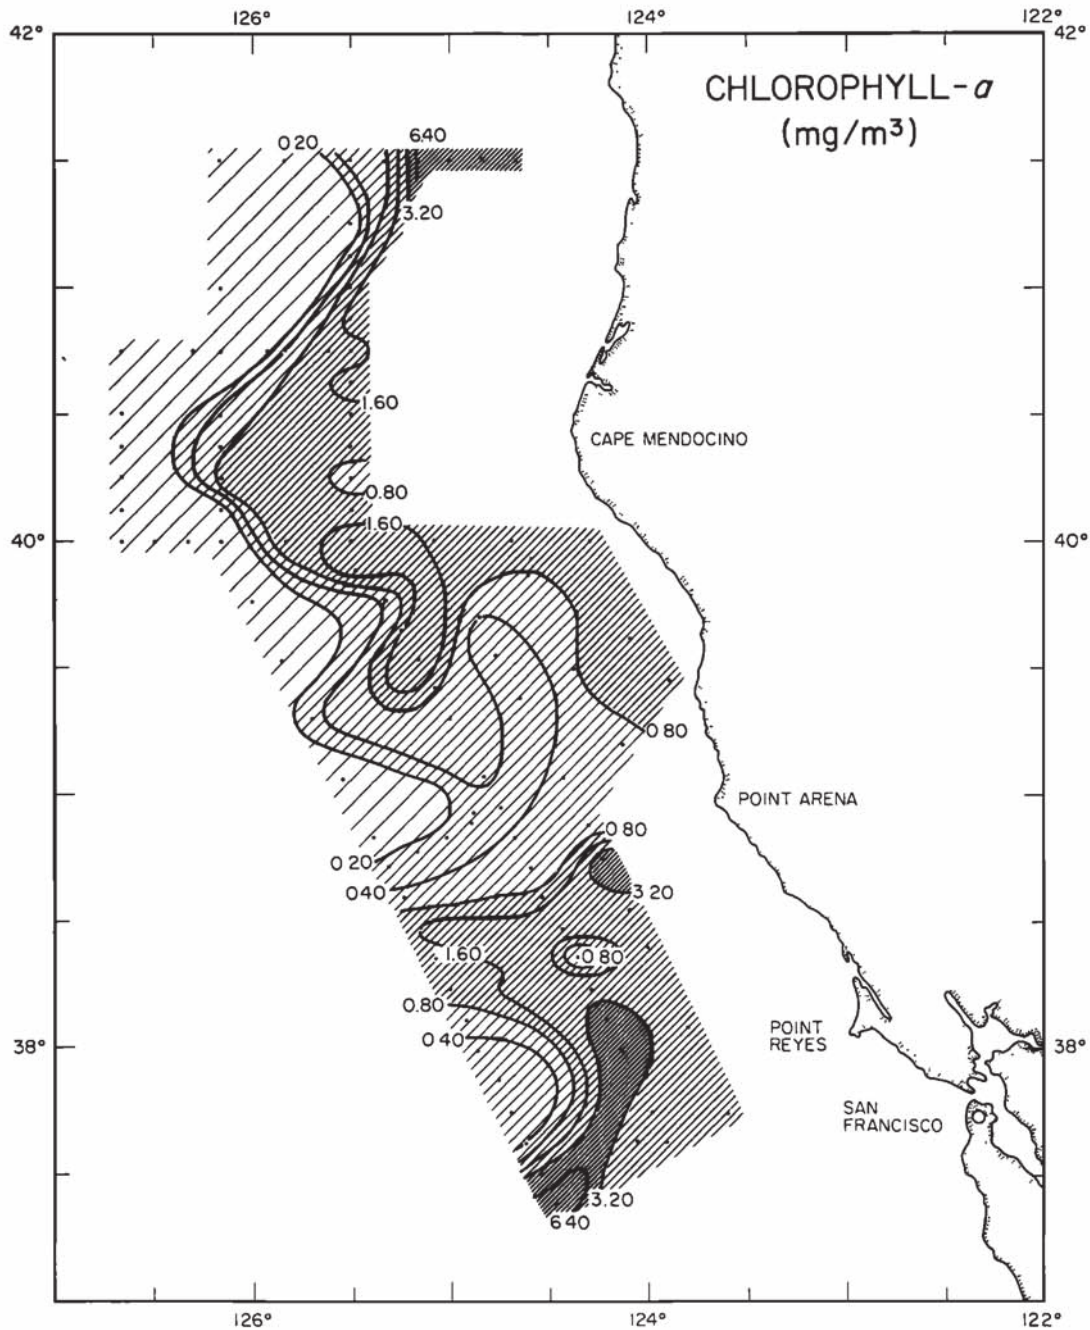 126° 124° 122°
42° 42°
CHLOROPHYLL-a
(mg/m³)
0.20 6.40
3.20
1.60
CAPE MENDOCINO
0.80
1.60
40° 40°
0.80
POINT ARENA
0.80
0 20
0 40
3 20
1.60 0 80
0.80
0 40
38° 38°
POINT
REYES
SAN
FRANCISCO
3.20
6 40
126° 124° 122°